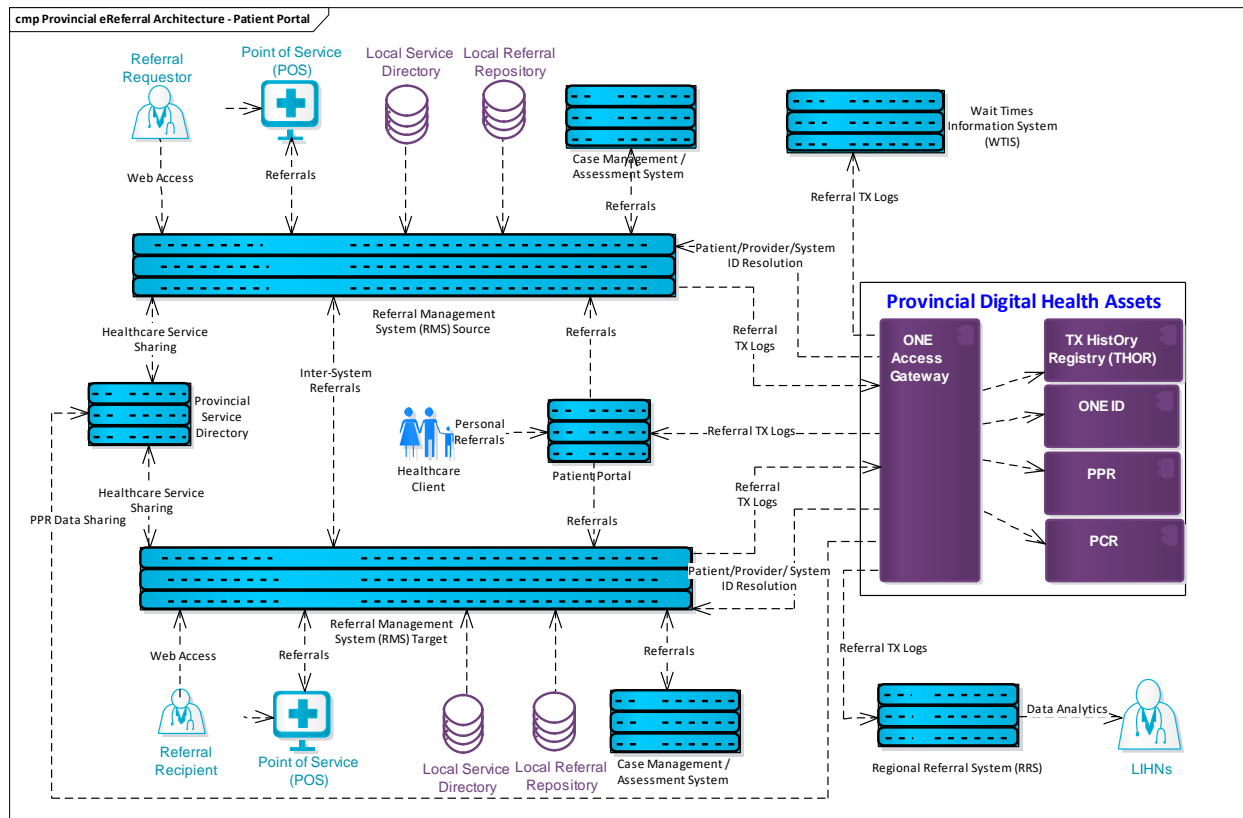 cmp Provincial eReferral Architecture - Patient Portal
Referral
Requestor
Point of Service
(POS)
Local Service
Directory
Local Referral
Repository
Case Management /
Assessment System
Wait Times
Information System
(WTIS)
Web Access
Referrals
Referrals
Referral TX Logs
Patient/Provider/System
ID Resolution
Referral Management
System (RMS) Source
Healthcare Service
Sharing
Inter-System
Referrals
Referrals
Referral
TX Logs
Provincial Digital Health Assets
ONE
Access
Gateway
TX HistOry
Registry (THOR)
ONE ID
PPR
PCR
Provincial
Service
Directory
Personal
Referrals
Healthcare
Client
Patient Portal
Referral TX Logs
Healthcare Service
Sharing
PPR Data Sharing
Referrals
Referral
TX Logs
Patient/Provider/System
ID Resolution
Referral Management
System (RMS) Target
Web Access
Referrals
Referrals
Referral TX Logs
Referral
Recipient
Point of Service
(POS)
Local Service
Directory
Local Referral
Repository
Case Management /
Assessment System
Data Analytics
Regional Referral System (RRS)
LIHNs